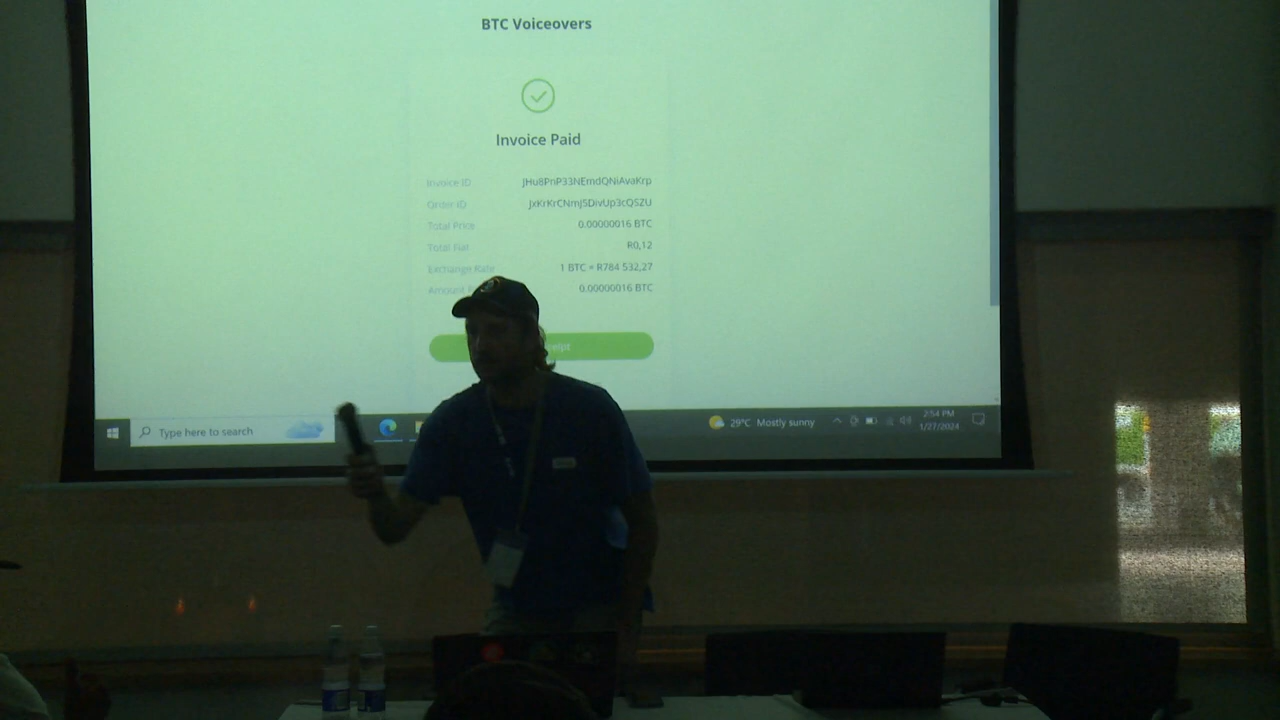 BTC Voiceovers
Invoice Paid
Invoice ID JHu8PnP33NEmdQNiAvaKrp
Order ID JxKrKrCNmJ5DivUp3cQSZU
Total Price 0.00000016 BTC
Total Fiat R0,12
Exchange Rate 1 BTC = R784 532,27
Amount 0.00000016 BTC
Type here to search
29°C Mostly sunny
2:54 PM
1/27/2024